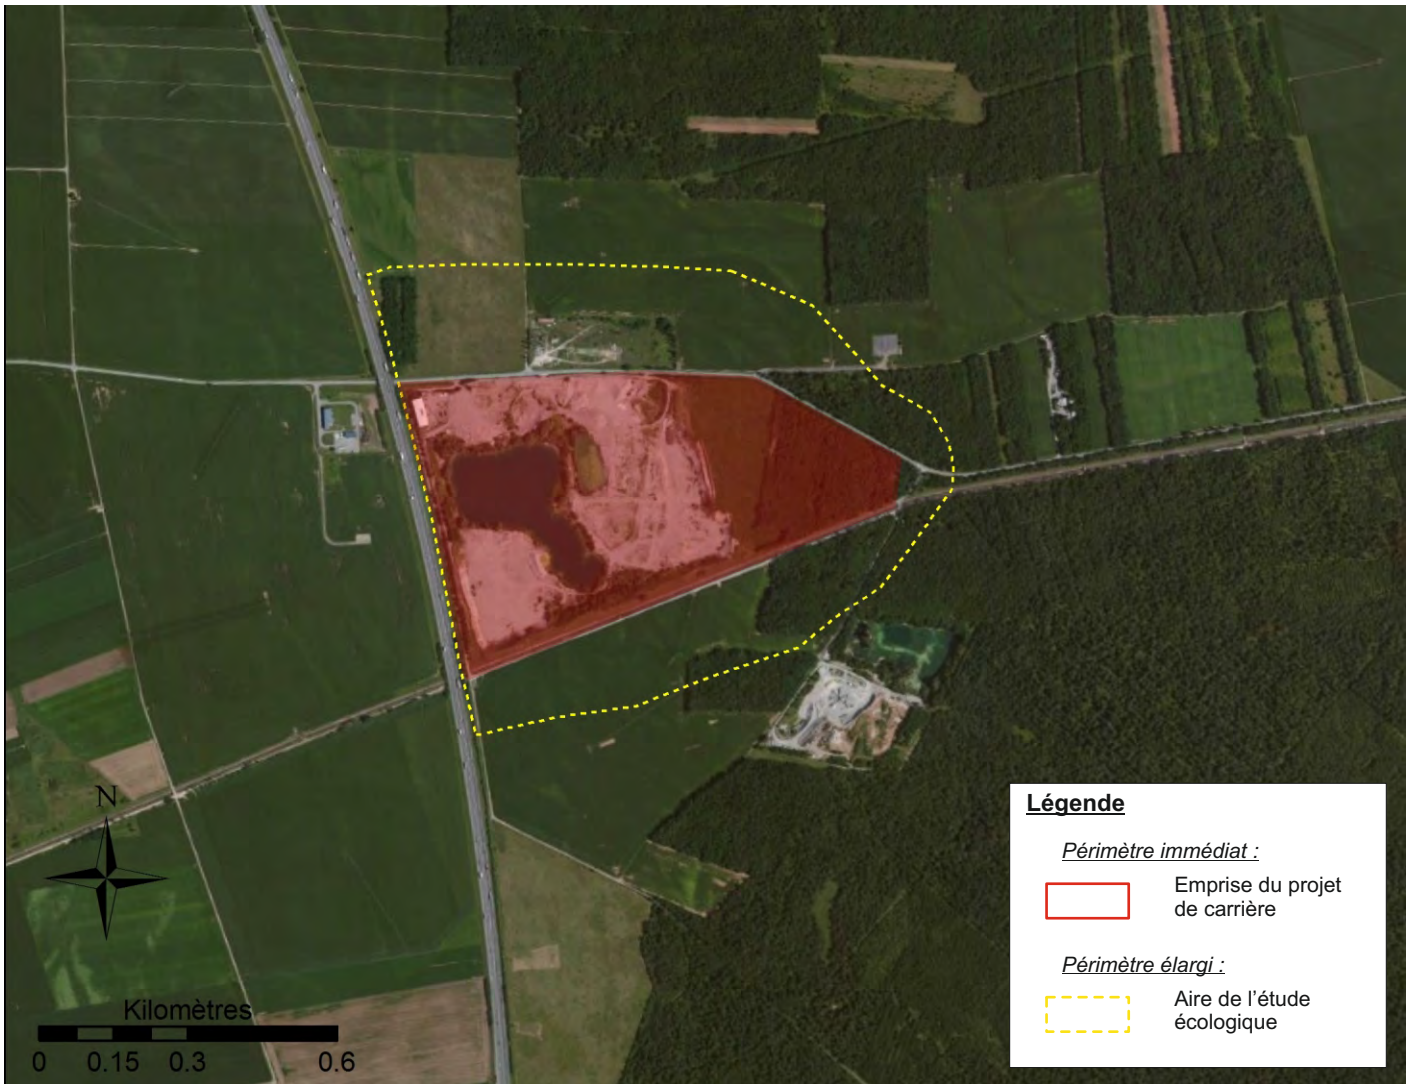 N
Kilomètres
0 0.15 0.3 0.6
Légende
Périmètre immédiat :
Emprise du projet
de carrière
Périmètre élargi :
Aire de l'étude
écologique